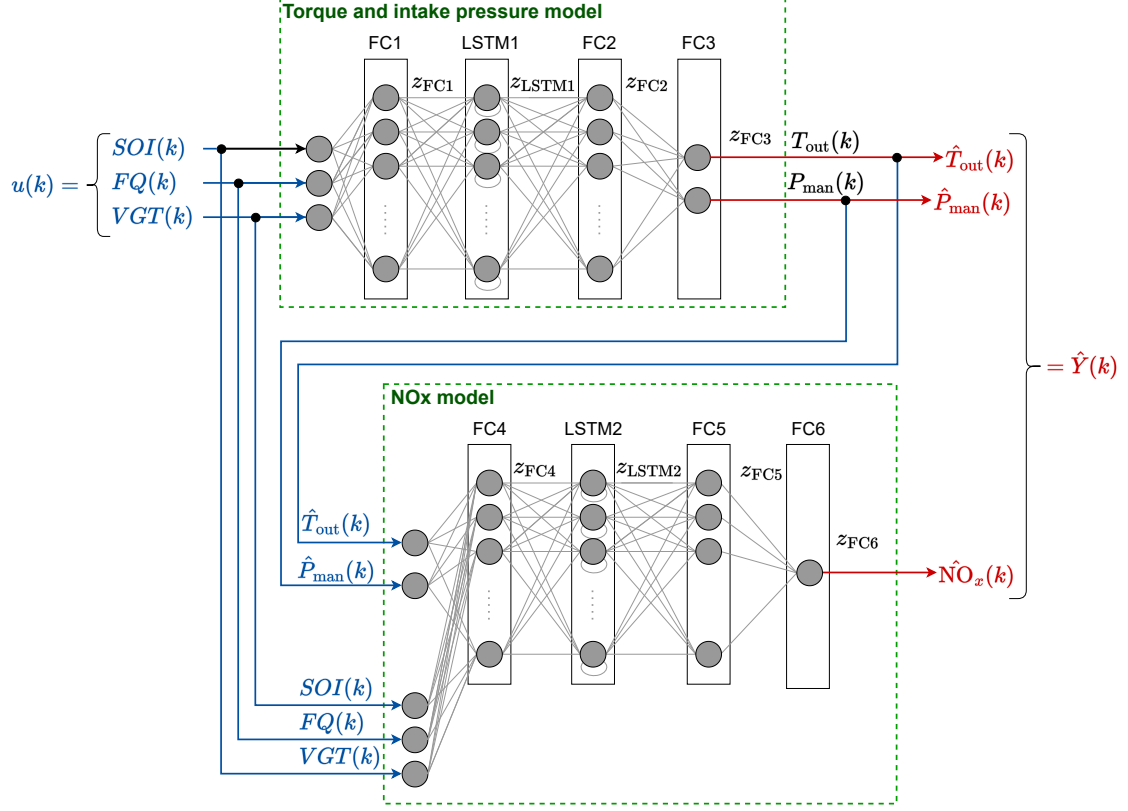 Torque and intake pressure model
FC1 LSTM1 FC2 FC3
z_FC1 z_LSTM1 z_FC2 z_FC3
u(k) =
SOI(k)
FQ(k)
VGT(k)
T_out(k)
P_man(k)
T̂_out(k)
P̂_man(k)
= Ŷ(k)
NOx model
FC4 LSTM2 FC5 FC6
z_FC4 z_LSTM2 z_FC5 z_FC6
T̂_out(k)
P̂_man(k)
SOI(k)
FQ(k)
VGT(k)
N̂O_x(k)